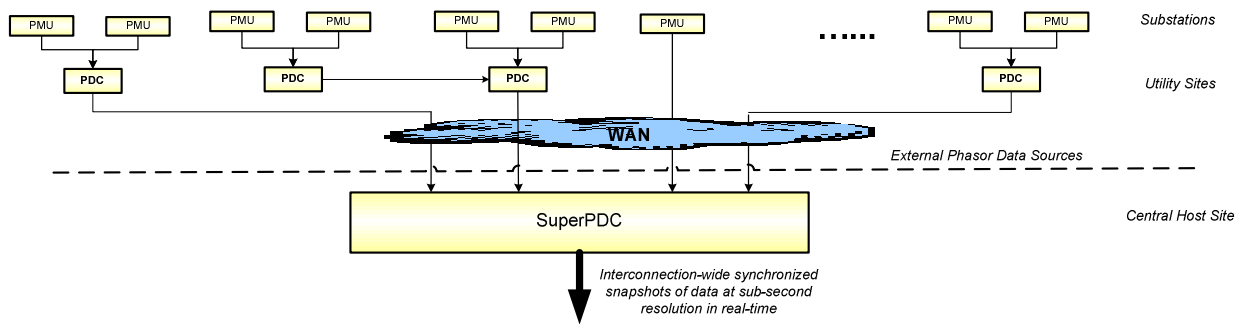 PMU PMU PMU PMU PMU PMU PMU PMU PMU Substations
PDC PDC PDC PDC Utility Sites
WAN
External Phasor Data Sources
SuperPDC Central Host Site
Interconnection-wide synchronized
snapshots of data at sub-second
resolution in real-time